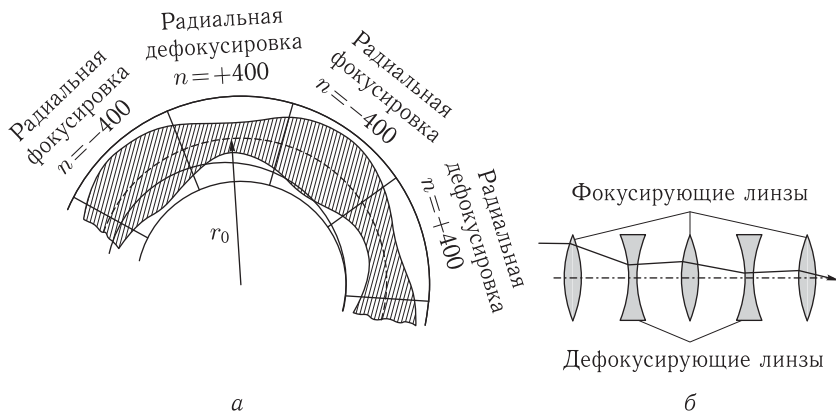 Радиальная
фокусировка
n = −400
Радиальная
дефокусировка
n = +400
Радиальная
фокусировка
n = −400
Радиальная
дефокусировка
n = +400
r₀
а
Фокусирующие линзы
Дефокусирующие линзы
б